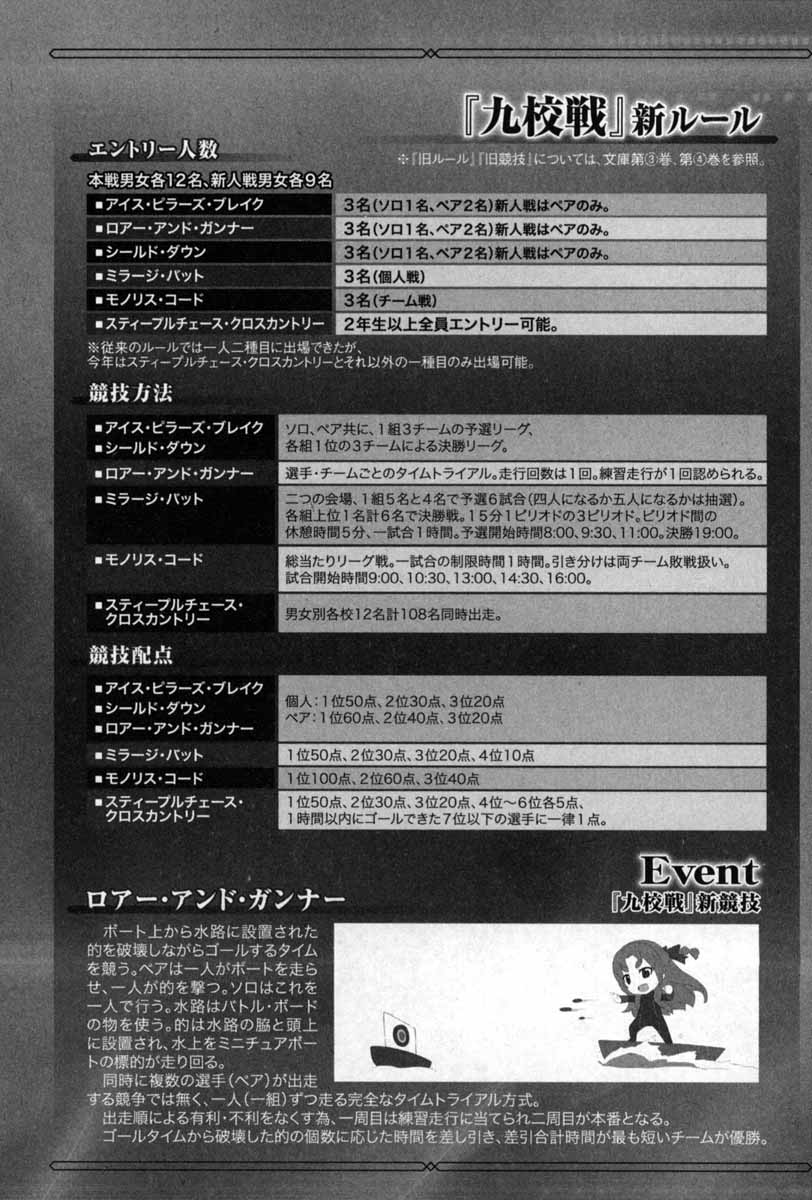 『九校戦』新ルール
※『旧ルール』『旧競技』については、文庫第③巻、第④巻を参照。
エントリー人数
本戦男女各12名、新人戦男女各9名
■アイス・ピラーズ・ブレイク 3名(ソロ1名、ペア2名)新人戦はペアのみ。
■ロアー・アンド・ガンナー 3名(ソロ1名、ペア2名)新人戦はペアのみ。
■シールド・ダウン 3名(ソロ1名、ペア2名)新人戦はペアのみ。
■ミラージ・バット 3名(個人戦)
■モノリス・コード 3名(チーム戦)
■スティープルチェース・クロスカントリー 2年生以上全員エントリー可能。
※従来のルールでは一人二種目に出場できたが、
今年はスティープルチェース・クロスカントリーとそれ以外の一種目のみ出場可能。
競技方法
■アイス・ピラーズ・ブレイク
■シールド・ダウン
ソロ、ペア共に、1組3チームの予選リーグ、
各組1位の3チームによる決勝リーグ。
■ロアー・アンド・ガンナー 選手・チームごとのタイムトライアル。走行回数は1回。練習走行が1回認められる。
■ミラージ・バット 二つの会場、1組5名と4名で予選6試合(四人になるか五人になるかは抽選)。
各組上位1名計6名で決勝戦。15分1ピリオドの3ピリオド。ピリオド間の
休憩時間5分、一試合1時間。予選開始時間8:00、9:30、11:00。決勝19:00。
■モノリス・コード 総当たりリーグ戦。一試合の制限時間1時間。引き分けは両チーム敗戦扱い。
試合開始時間9:00、10:30、13:00、14:30、16:00。
■スティープルチェース・
クロスカントリー
男女別各校12名計108名同時出走。
競技配点
■アイス・ピラーズ・ブレイク
■シールド・ダウン
■ロアー・アンド・ガンナー
個人:1位50点、2位30点、3位20点
ペア:1位60点、2位40点、3位20点
■ミラージ・バット 1位50点、2位30点、3位20点、4位10点
■モノリス・コード 1位100点、2位60点、3位40点
■スティープルチェース・
クロスカントリー
1位50点、2位30点、3位20点、4位～6位各5点、
1時間以内にゴールできた7位以下の選手に一律1点。
Event
『九校戦』新競技
ロアー・アンド・ガンナー
ボート上から水路に設置された
的を破壊しながらゴールするタイム
を競う。ペアは一人がボートを走ら
せ、一人が的を撃つ。ソロはこれを
一人で行う。水路はバトル・ボード
の物を使う。的は水路の脇と頭上
に設置され、水上をミニチュアボー
トの標的が走り回る。
同時に複数の選手(ペア)が出走
する競争では無く、一人(一組)ずつ走る完全なタイムトライアル方式。
出走順による有利・不利をなくす為、一周目は練習走行に当てられ二周目が本番となる。
ゴールタイムから破壊した的の個数に応じた時間を差し引き、差引合計時間が最も短いチームが優勝。